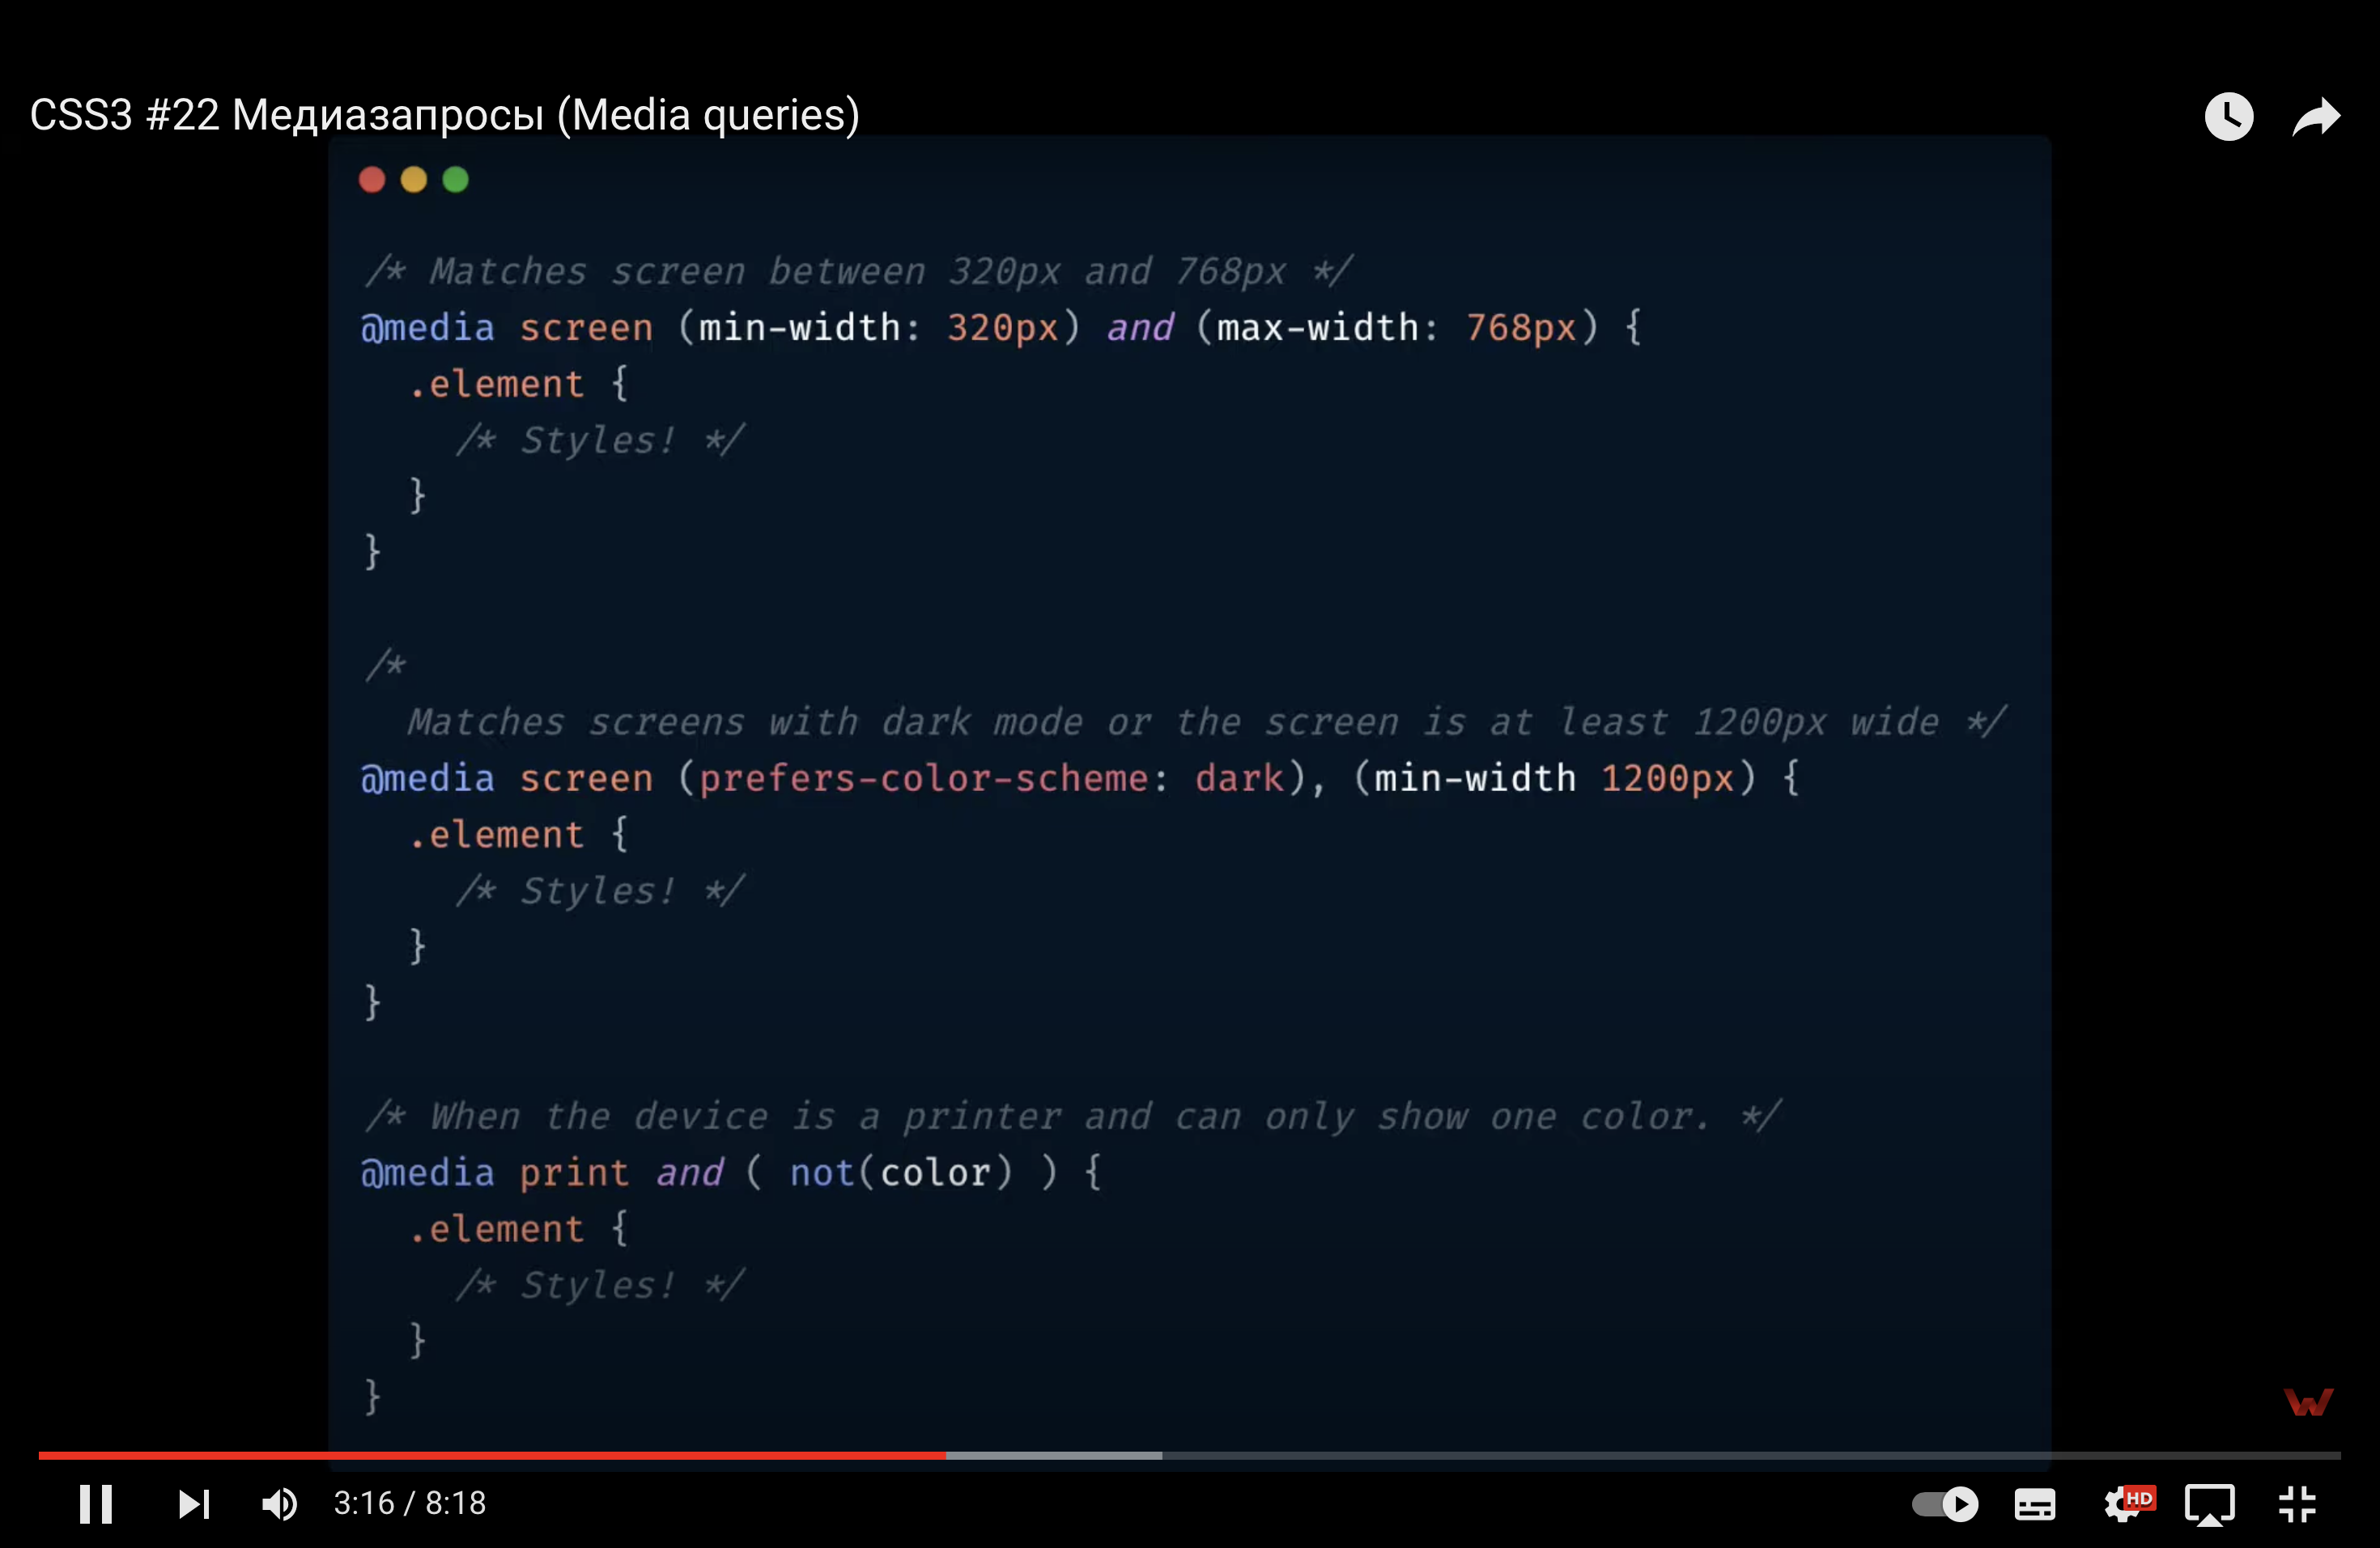 CSS3 #22 Медиазапросы (Media queries)
/* Matches screen between 320px and 768px */
@media screen (min-width: 320px) and (max-width: 768px) {
.element {
/* Styles! */
}
}
/*
Matches screens with dark mode or the screen is at least 1200px wide */
@media screen (prefers-color-scheme: dark), (min-width 1200px) {
.element {
/* Styles! */
}
}
/* When the device is a printer and can only show one color. */
@media print and ( not(color) ) {
.element {
/* Styles! */
}
}
W
3:16 / 8:18
HD